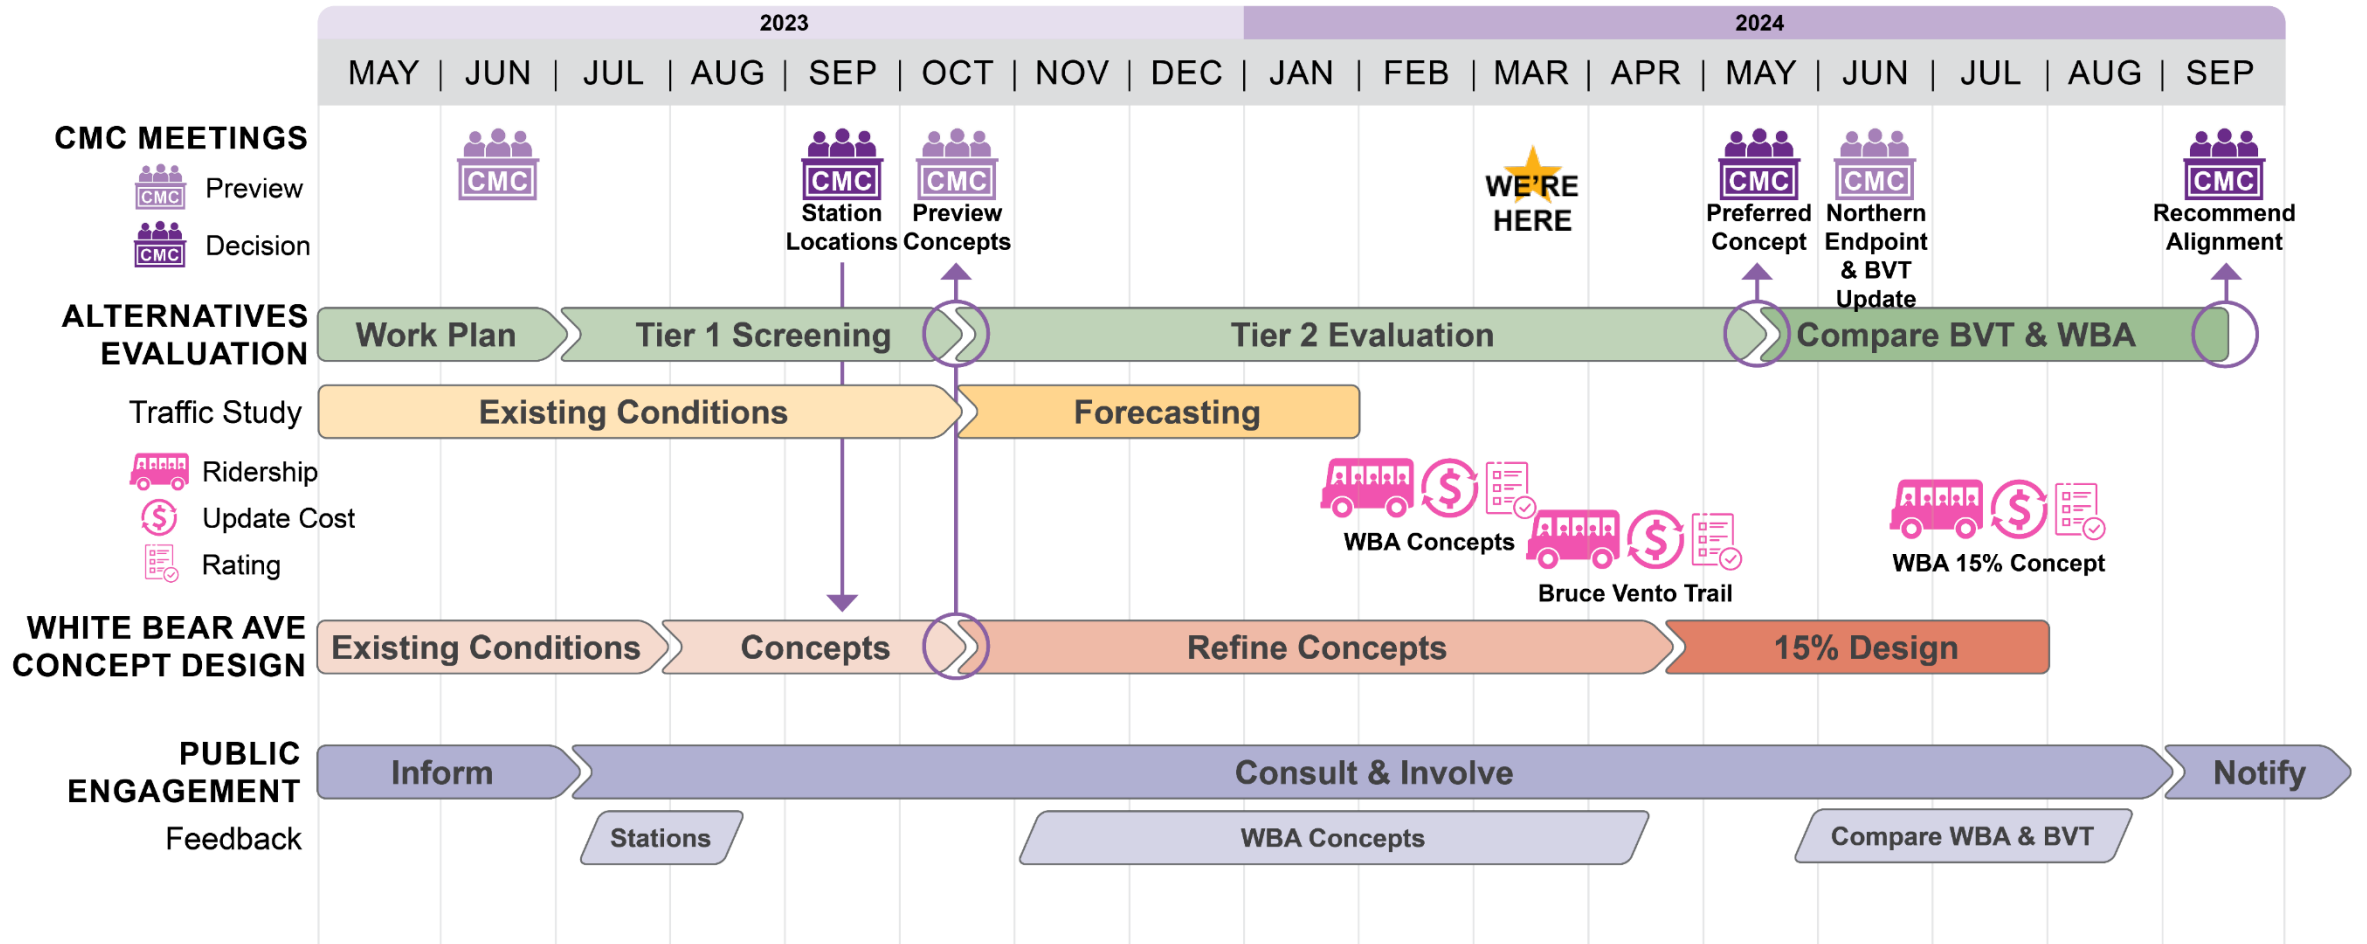 2023
2024
MAY | JUN | JUL | AUG | SEP | OCT | NOV | DEC | JAN | FEB | MAR | APR | MAY | JUN | JUL | AUG | SEP
CMC MEETINGS
CMC Preview
CMC Decision
CMC
CMC
Station
Locations
CMC
Preview
Concepts
WE'RE
HERE
CMC
Preferred
Concept
CMC
Northern
Endpoint
& BVT
Update
CMC
Recommend
Alignment
ALTERNATIVES
EVALUATION
Work Plan
Tier 1 Screening
Tier 2 Evaluation
Compare BVT & WBA
Traffic Study
Existing Conditions
Forecasting
Ridership
$ Update Cost
Rating
$
WBA Concepts
$
Bruce Vento Trail
$
WBA 15% Concept
WHITE BEAR AVE
CONCEPT DESIGN
Existing Conditions
Concepts
Refine Concepts
15% Design
PUBLIC
ENGAGEMENT
Inform
Consult & Involve
Notify
Feedback
Stations
WBA Concepts
Compare WBA & BVT